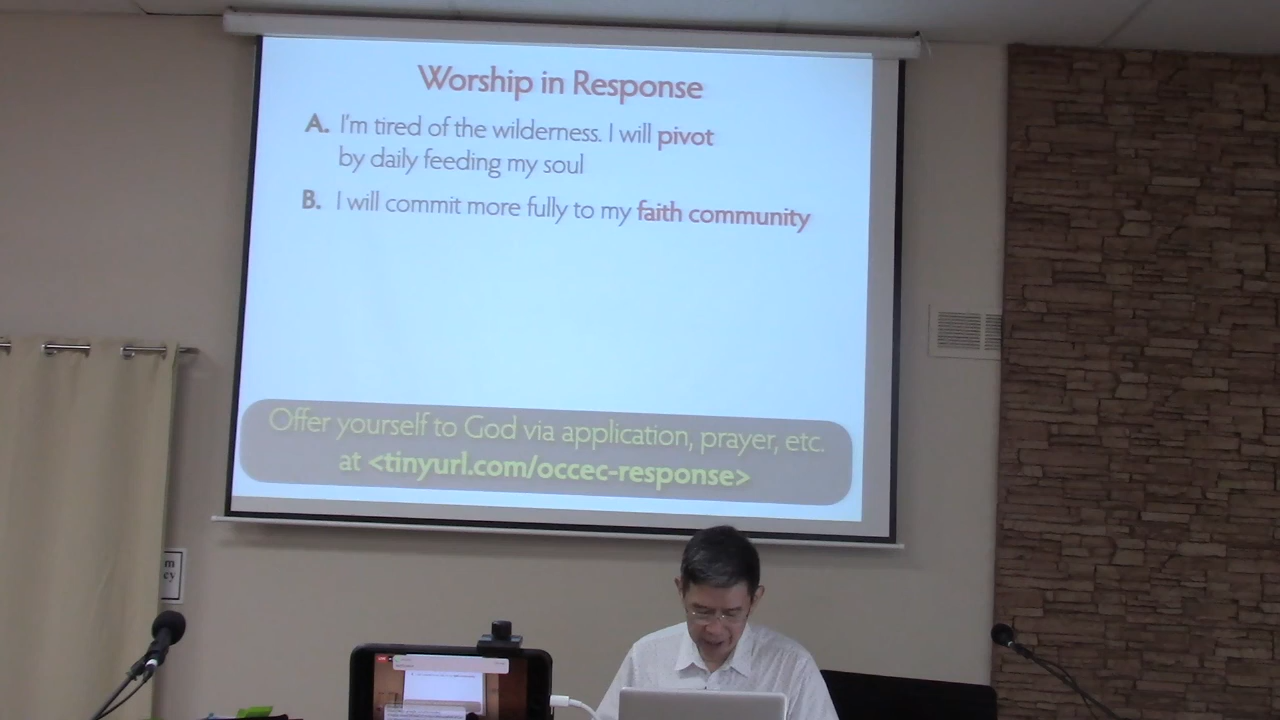 Worship in Response
A. I'm tired of the wilderness. I will pivot
by daily feeding my soul
B. I will commit more fully to my faith community
Offer yourself to God via application, prayer, etc.
at <tinyurl.com/occec-response>
m
cy